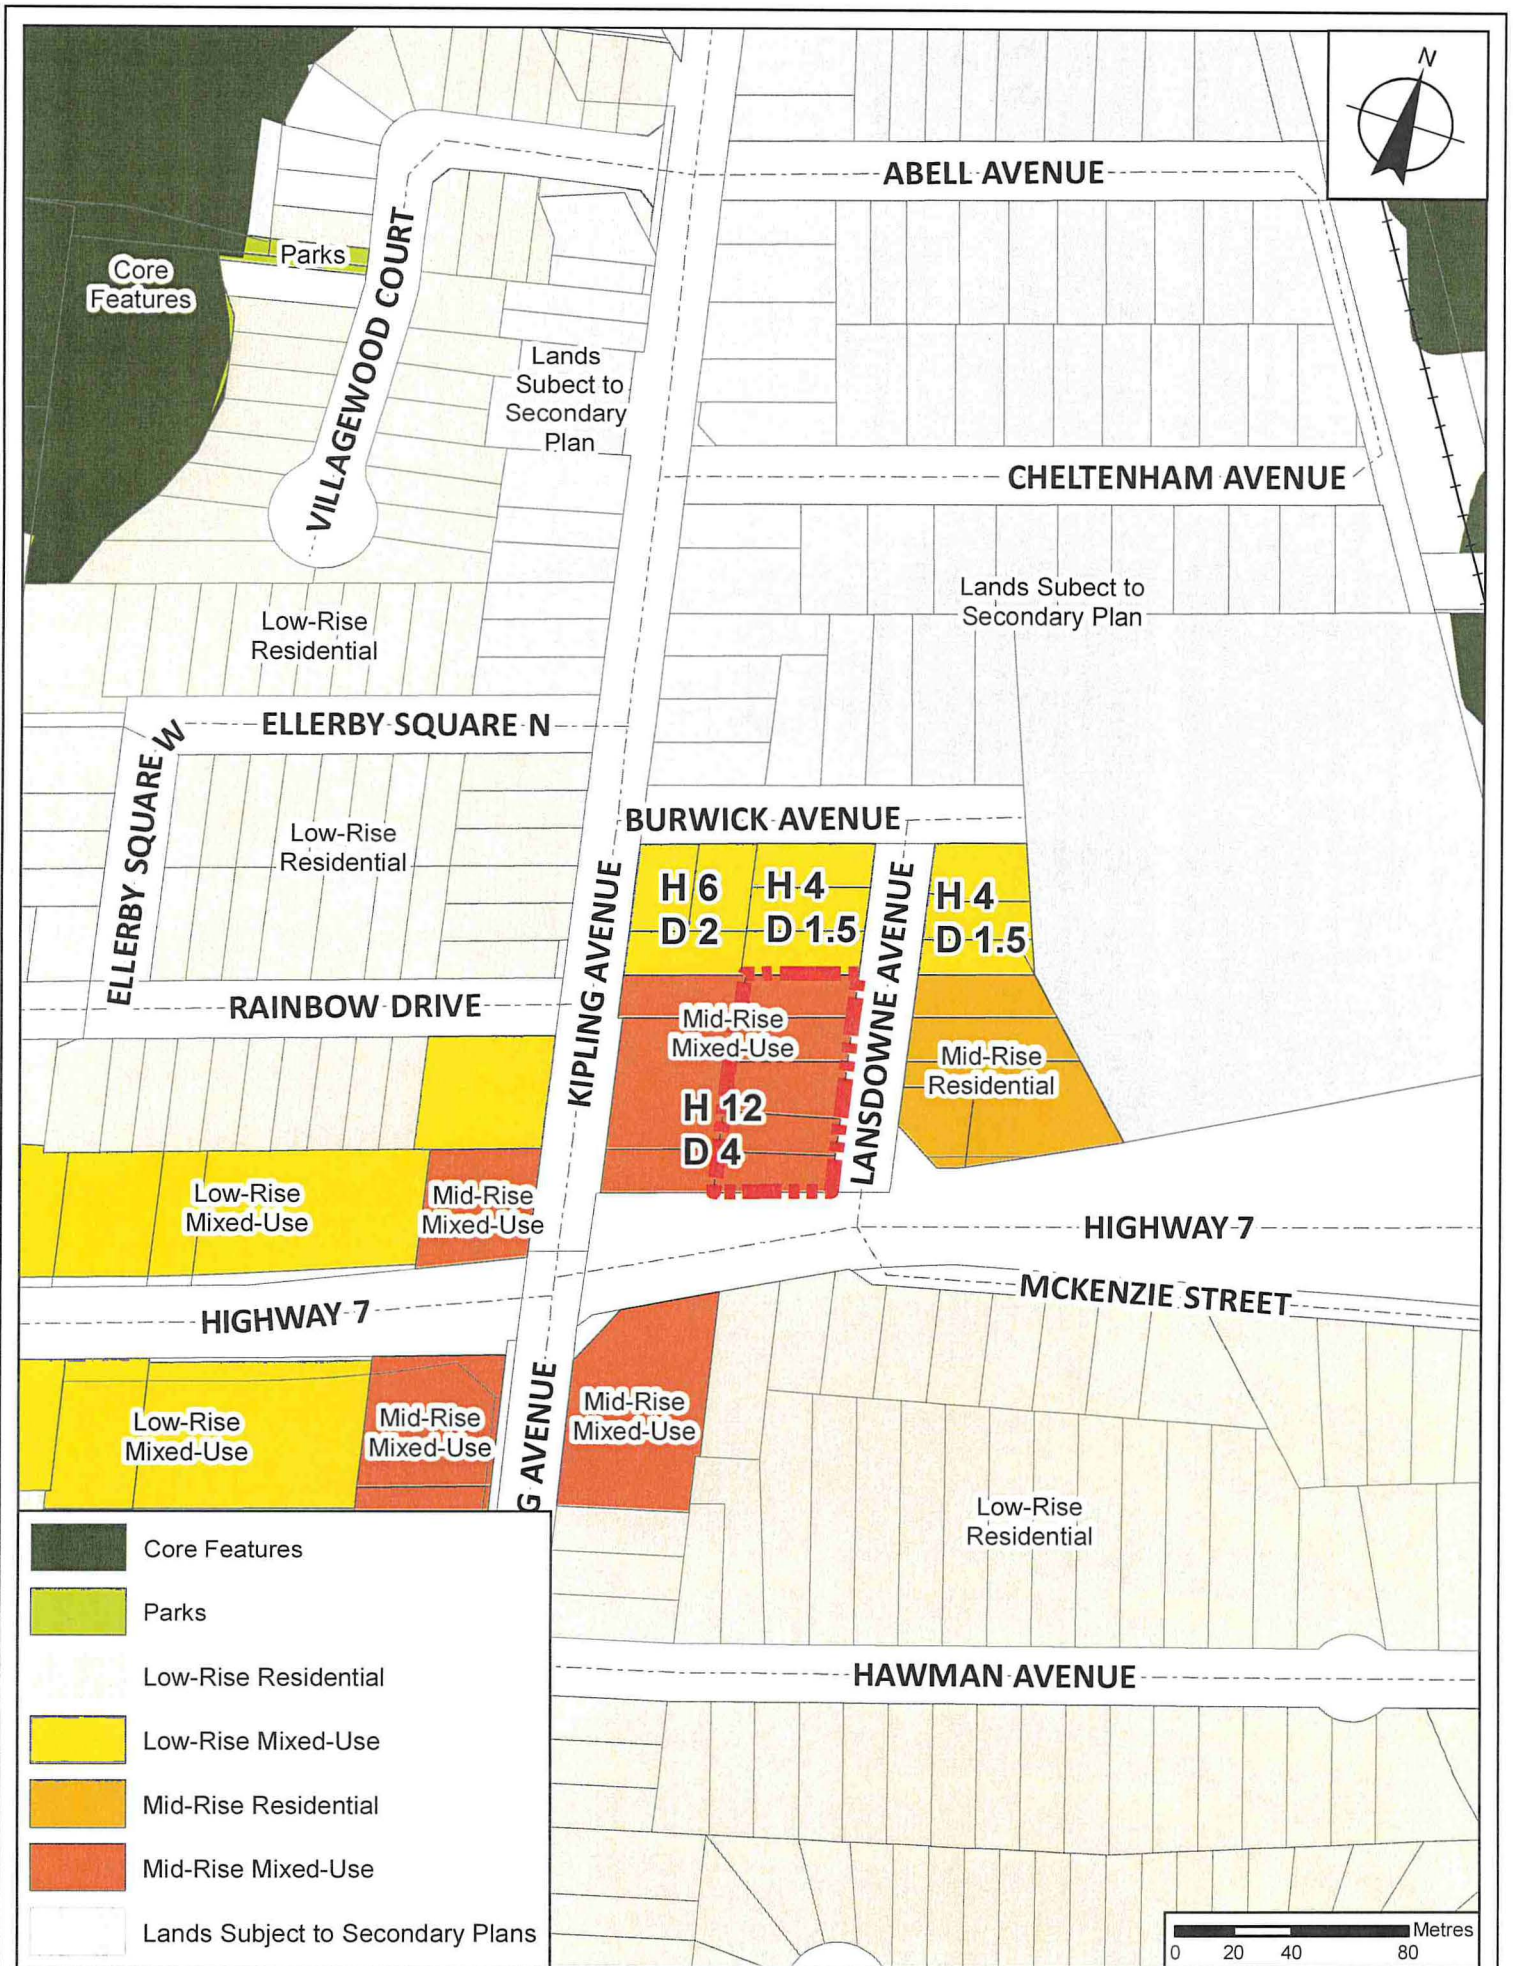 N
ABELL AVENUE
Parks
Core
Features
VILLAGEWOOD COURT
Lands
Subect to
Secondary
Plan
CHELTENHAM AVENUE
Lands Subect to
Secondary Plan
Low-Rise
Residential
ELLERBY SQUARE N
ELLERBY SQUARE W
Low-Rise
Residential
BURWICK AVENUE
H 6
D 2
H 4
D 1.5
H 4
D 1.5
KIPLING AVENUE
LANSDOWNE AVENUE
RAINBOW DRIVE
Mid-Rise
Mixed-Use
H 12
D 4
Mid-Rise
Residential
Low-Rise
Mixed-Use
Mid-Rise
Mixed-Use
HIGHWAY 7
HIGHWAY 7
MCKENZIE STREET
Low-Rise
Mixed-Use
Mid-Rise
Mixed-Use
G AVENUE
Mid-Rise
Mixed-Use
Low-Rise
Residential
HAWMAN AVENUE
Core Features
Parks
Low-Rise Residential
Low-Rise Mixed-Use
Mid-Rise Residential
Mid-Rise Mixed-Use
Lands Subject to Secondary Plans
Metres
0 20 40 80